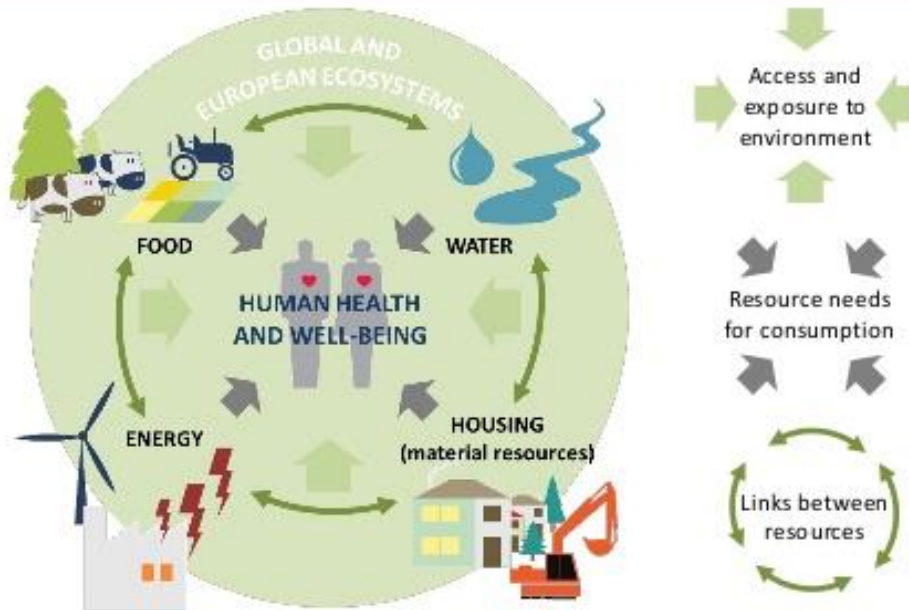 GLOBAL AND
EUROPEAN ECOSYSTEMS
FOOD
WATER
HUMAN HEALTH
AND WELL-BEING
ENERGY
HOUSING
(material resources)
Access and
exposure to
environment
Resource needs
for consumption
Links between
resources